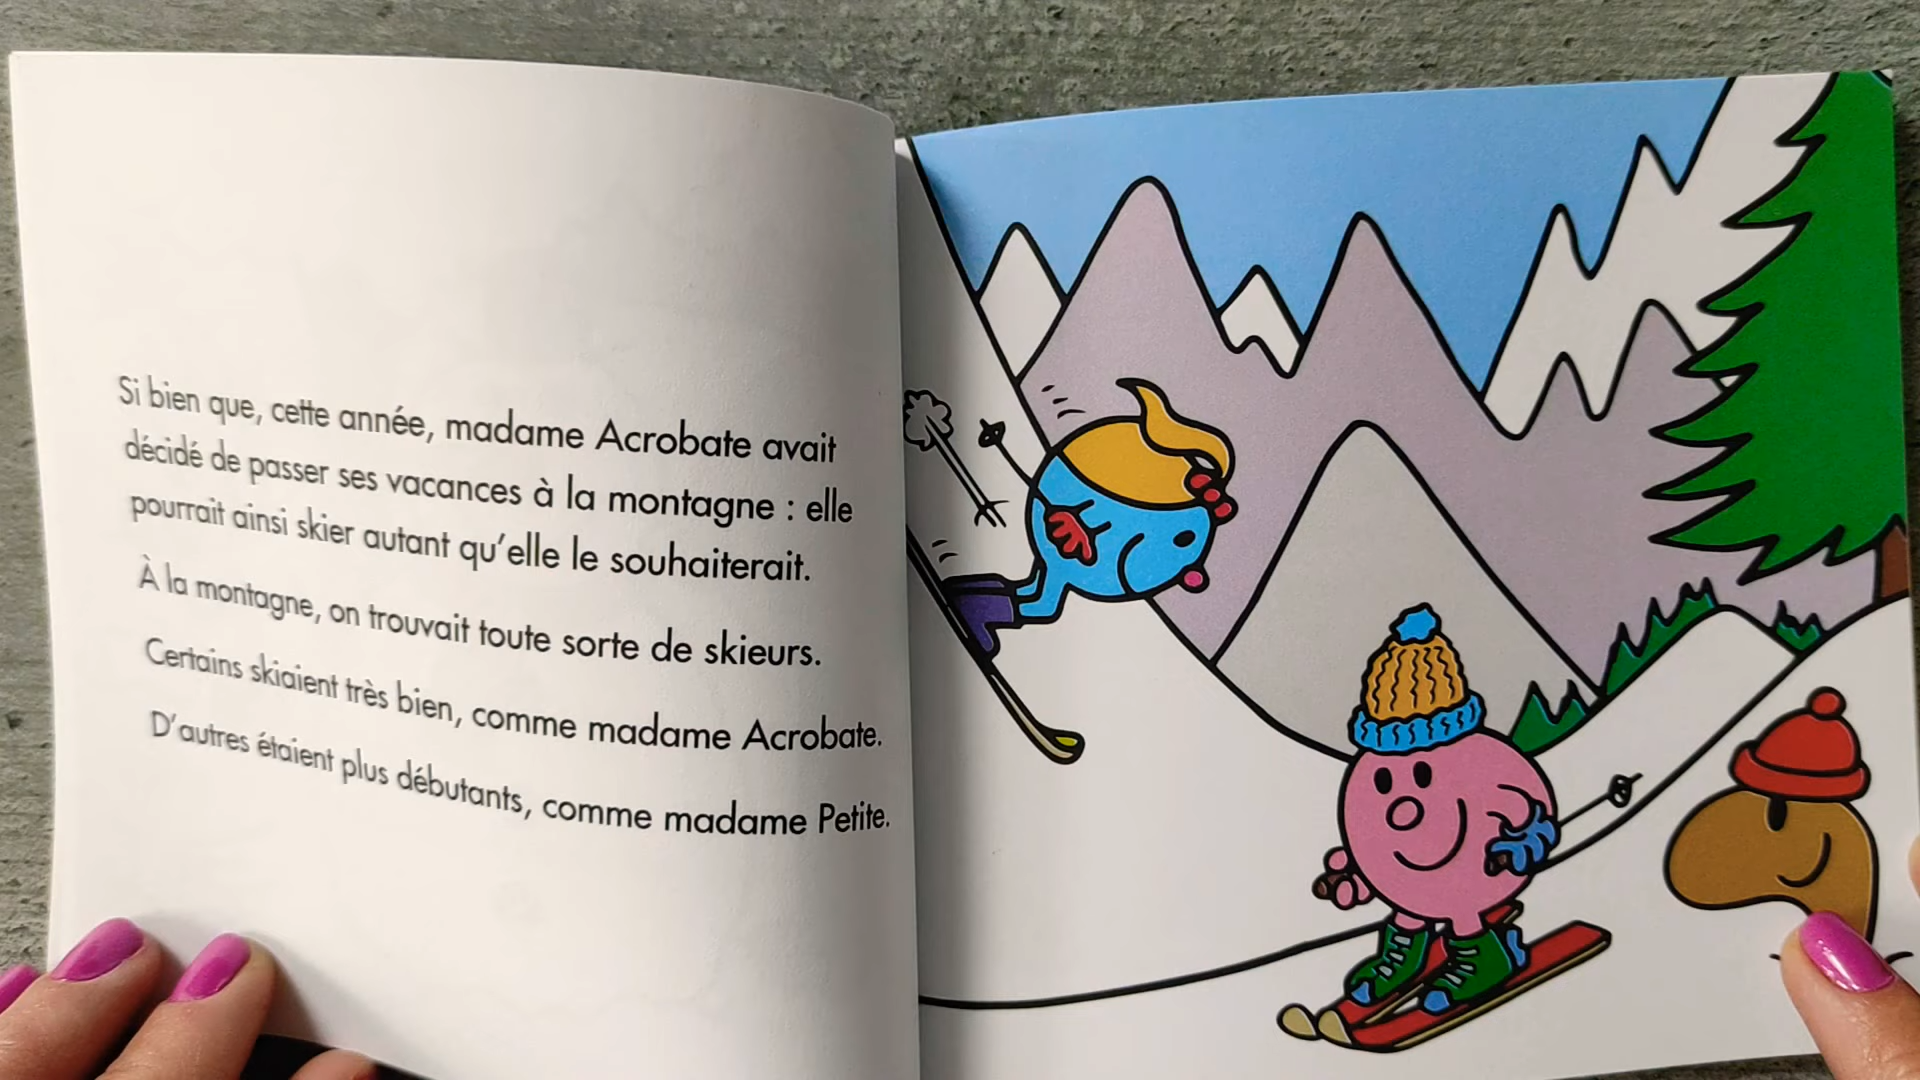 Si bien que, cette année, madame Acrobate avait
décidé de passer ses vacances à la montagne : elle
pourrait ainsi skier autant qu'elle le souhaiterait.
À la montagne, on trouvait toute sorte de skieurs.
Certains skiaient très bien, comme madame Acrobate.
D'autres étaient plus débutants, comme madame Petite.